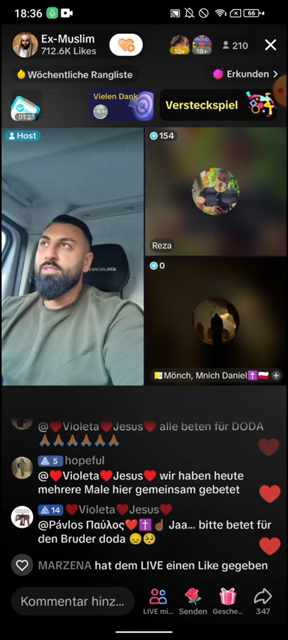 18:36
66
Ex-Muslim
712.6K Likes
10+
18+
210
Wöchentliche Rangliste
Erkunden >
01:23
Vielen Dank
Versteckspiel
Host
154
Reza
0
Mönch, Mnich Daniel✝️🇵🇱
@❤️Violeta❤️Jesus❤️ alle beten für DODA
🙏🏾🙏🏾🙏🏾🙏🏾🙏🏾🙏🏾
5 hopeful
@❤️Violeta❤️Jesus❤️ wir haben heute
mehrere Male hier gemeinsam gebetet
14 ❤️Violeta❤️Jesus❤️
@Pávlos Παύλος❤️✝️☝🏾 Jaa... bitte betet für
den Bruder doda 😞🥺
MARZENA hat dem LIVE einen Like gegeben
Kommentar hinz...
LIVE mi...
Senden
Gesche...
347